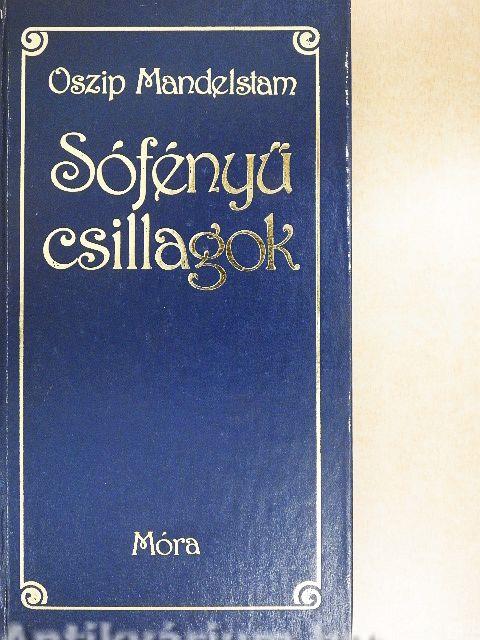 Oszip Mandelstam
Sófényű
csillagok
Móra